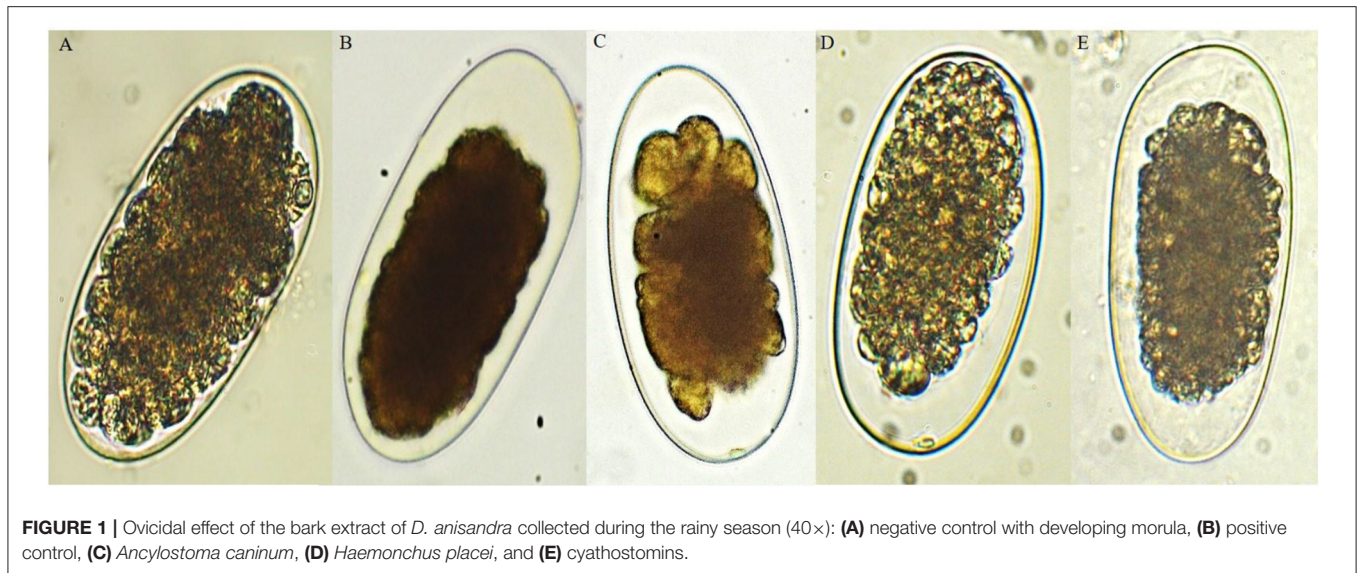 A B C D E
FIGURE 1 | Ovicidal effect of the bark extract of D. anisandra collected during the rainy season (40×): (A) negative control with developing morula, (B) positive
control, (C) Ancylostoma caninum, (D) Haemonchus placei, and (E) cyathostomins.